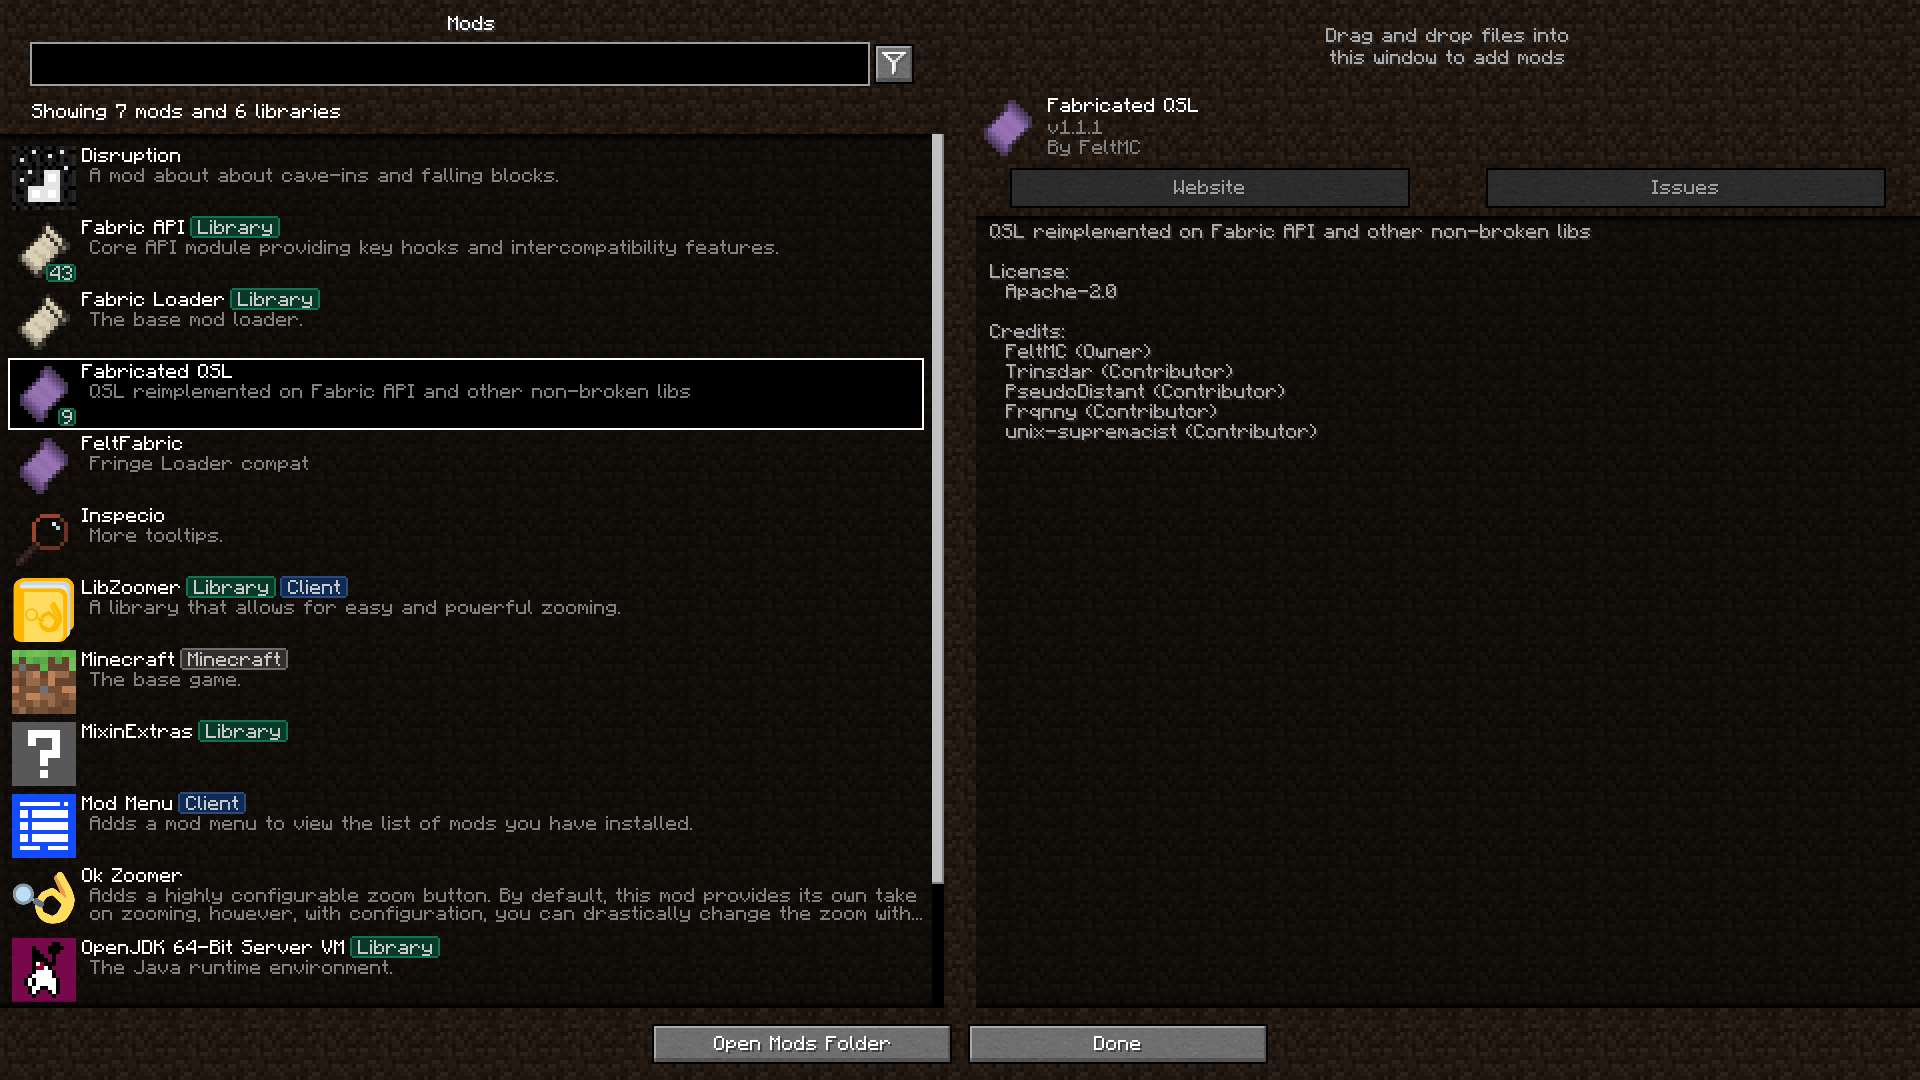 Mods
Showing 7 mods and 6 libraries
Disruption
A mod about about cave-ins and falling blocks.
Fabric API Library
Core API module providing key hooks and intercompatibility features.
43
Fabric Loader Library
The base mod loader.
Fabricated QSL
QSL reimplemented on Fabric API and other non-broken libs
9
FeltFabric
Fringe Loader compat
Inspecio
More tooltips.
LibZoomer Library Client
A library that allows for easy and powerful zooming.
Minecraft Minecraft
The base game.
MixinExtras Library
Mod Menu Client
Adds a mod menu to view the list of mods you have installed.
Ok Zoomer
Adds a highly configurable zoom button. By default, this mod provides its own take
on zooming, however, with configuration, you can drastically change the zoom with...
OpenJDK 64-Bit Server VM Library
The Java runtime environment.
Drag and drop files into
this window to add mods
Fabricated QSL
v1.1.1
By FeltMC
Website Issues
QSL reimplemented on Fabric API and other non-broken libs
License:
Apache-2.0
Credits:
FeltMC (Owner)
Trinsdar (Contributor)
PseudoDistant (Contributor)
Frqnny (Contributor)
unix-supremacist (Contributor)
Open Mods Folder Done